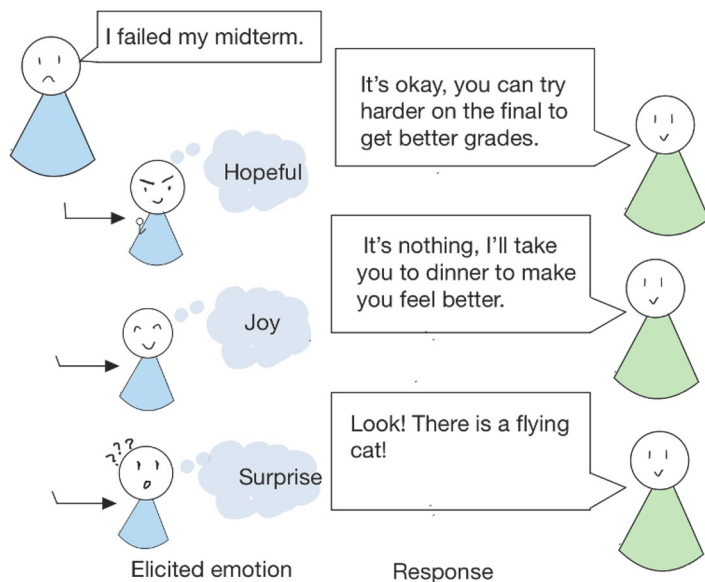 I failed my midterm.
It's okay, you can try
harder on the final to
get better grades.
Hopeful
It's nothing, I'll take
you to dinner to make
you feel better.
Joy
Look! There is a flying
cat!
???
Surprise
Elicited emotion
Response